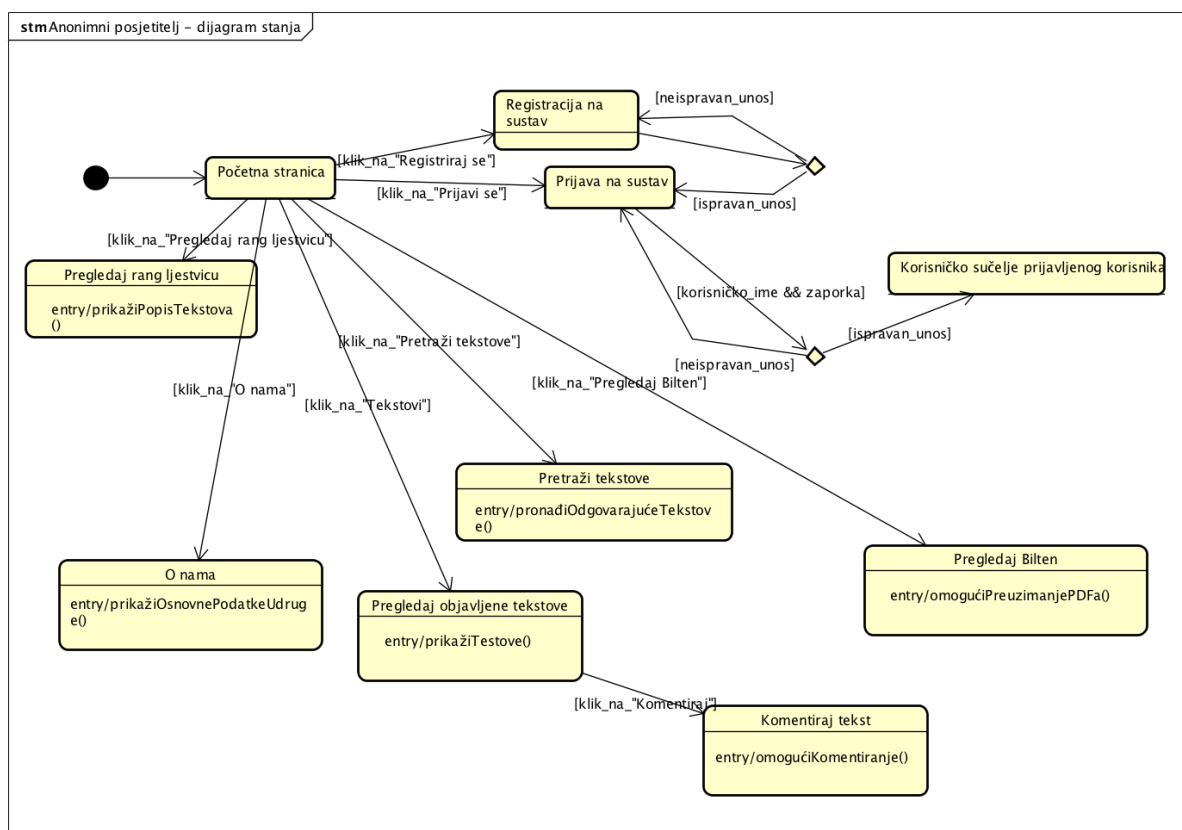 stm Anonimni posjetitelj – dijagram stanja
Registracija na
sustav
[neispravan_unos]
[klik_na_"Registriraj se"]
Početna stranica
Prijava na sustav
[klik_na_"Prijavi se"]
[ispravan_unos]
[klik_na_"Pregledaj rang ljestvicu"]
Pregledaj rang ljestvicu
entry/prikažiPopisTekstova
()
Korisničko sučelje prijavljenog korisnika
[korisničko_ime && zaporka]
[ispravan_unos]
[neispravan_unos]
[klik_na_"Pretraži tekstove"]
[klik_na_"Pregledaj Bilten"]
[klik_na_"O nama"]
[klik_na_"Tekstovi"]
Pretraži tekstove
entry/pronađiOdgovarajućeTekstov
e()
Pregledaj Bilten
entry/omogućiPreuzimanjePDFa()
O nama
entry/prikažiOsnovnePodatkeUdrug
e()
Pregledaj objavljene tekstove
entry/prikažiTestove()
[klik_na_"Komentiraj"]
Komentiraj tekst
entry/omogućiKomentiranje()